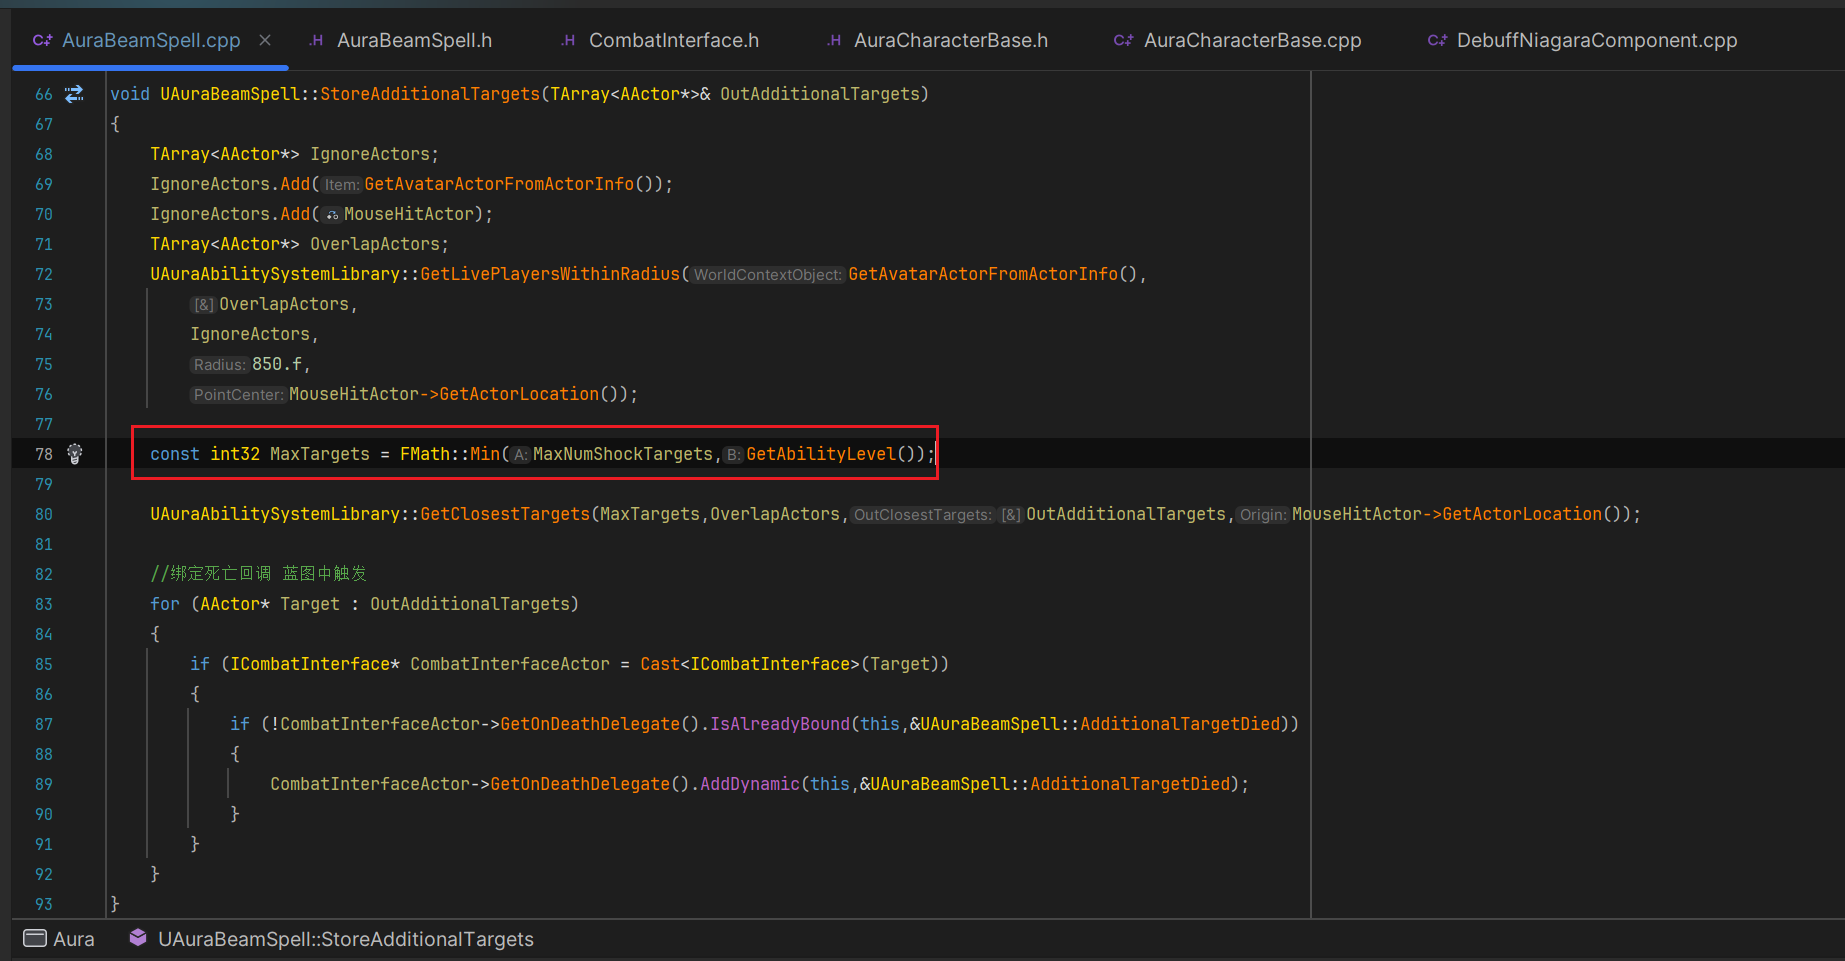 AuraBeamSpell.cpp AuraBeamSpell.h CombatInterface.h AuraCharacterBase.h AuraCharacterBase.cpp DebuffNiagaraComponent.cpp
66 void UAuraBeamSpell::StoreAdditionalTargets(TArray<AActor*>& OutAdditionalTargets)
67 {
68 TArray<AActor*> IgnoreActors;
69 IgnoreActors.Add(Item:GetAvatarActorFromActorInfo());
70 IgnoreActors.Add(MouseHitActor);
71 TArray<AActor*> OverlapActors;
72 UAuraAbilitySystemLibrary::GetLivePlayersWithinRadius(WorldContextObject:GetAvatarActorFromActorInfo(),
73 [&]OverlapActors,
74 IgnoreActors,
75 Radius:850.f,
76 PointCenter:MouseHitActor->GetActorLocation());
77
78 const int32 MaxTargets = FMath::Min(A:MaxNumShockTargets,B:GetAbilityLevel());
79
80 UAuraAbilitySystemLibrary::GetClosestTargets(MaxTargets,OverlapActors,OutClosestTargets:[&]OutAdditionalTargets,Origin:MouseHitActor->GetActorLocation());
81
82 //绑定死亡回调 蓝图中触发
83 for (AActor* Target : OutAdditionalTargets)
84 {
85 if (ICombatInterface* CombatInterfaceActor = Cast<ICombatInterface>(Target))
86 {
87 if (!CombatInterfaceActor->GetOnDeathDelegate().IsAlreadyBound(this,&UAuraBeamSpell::AdditionalTargetDied))
88 {
89 CombatInterfaceActor->GetOnDeathDelegate().AddDynamic(this,&UAuraBeamSpell::AdditionalTargetDied);
90 }
91 }
92 }
93 }
Aura UAuraBeamSpell::StoreAdditionalTargets